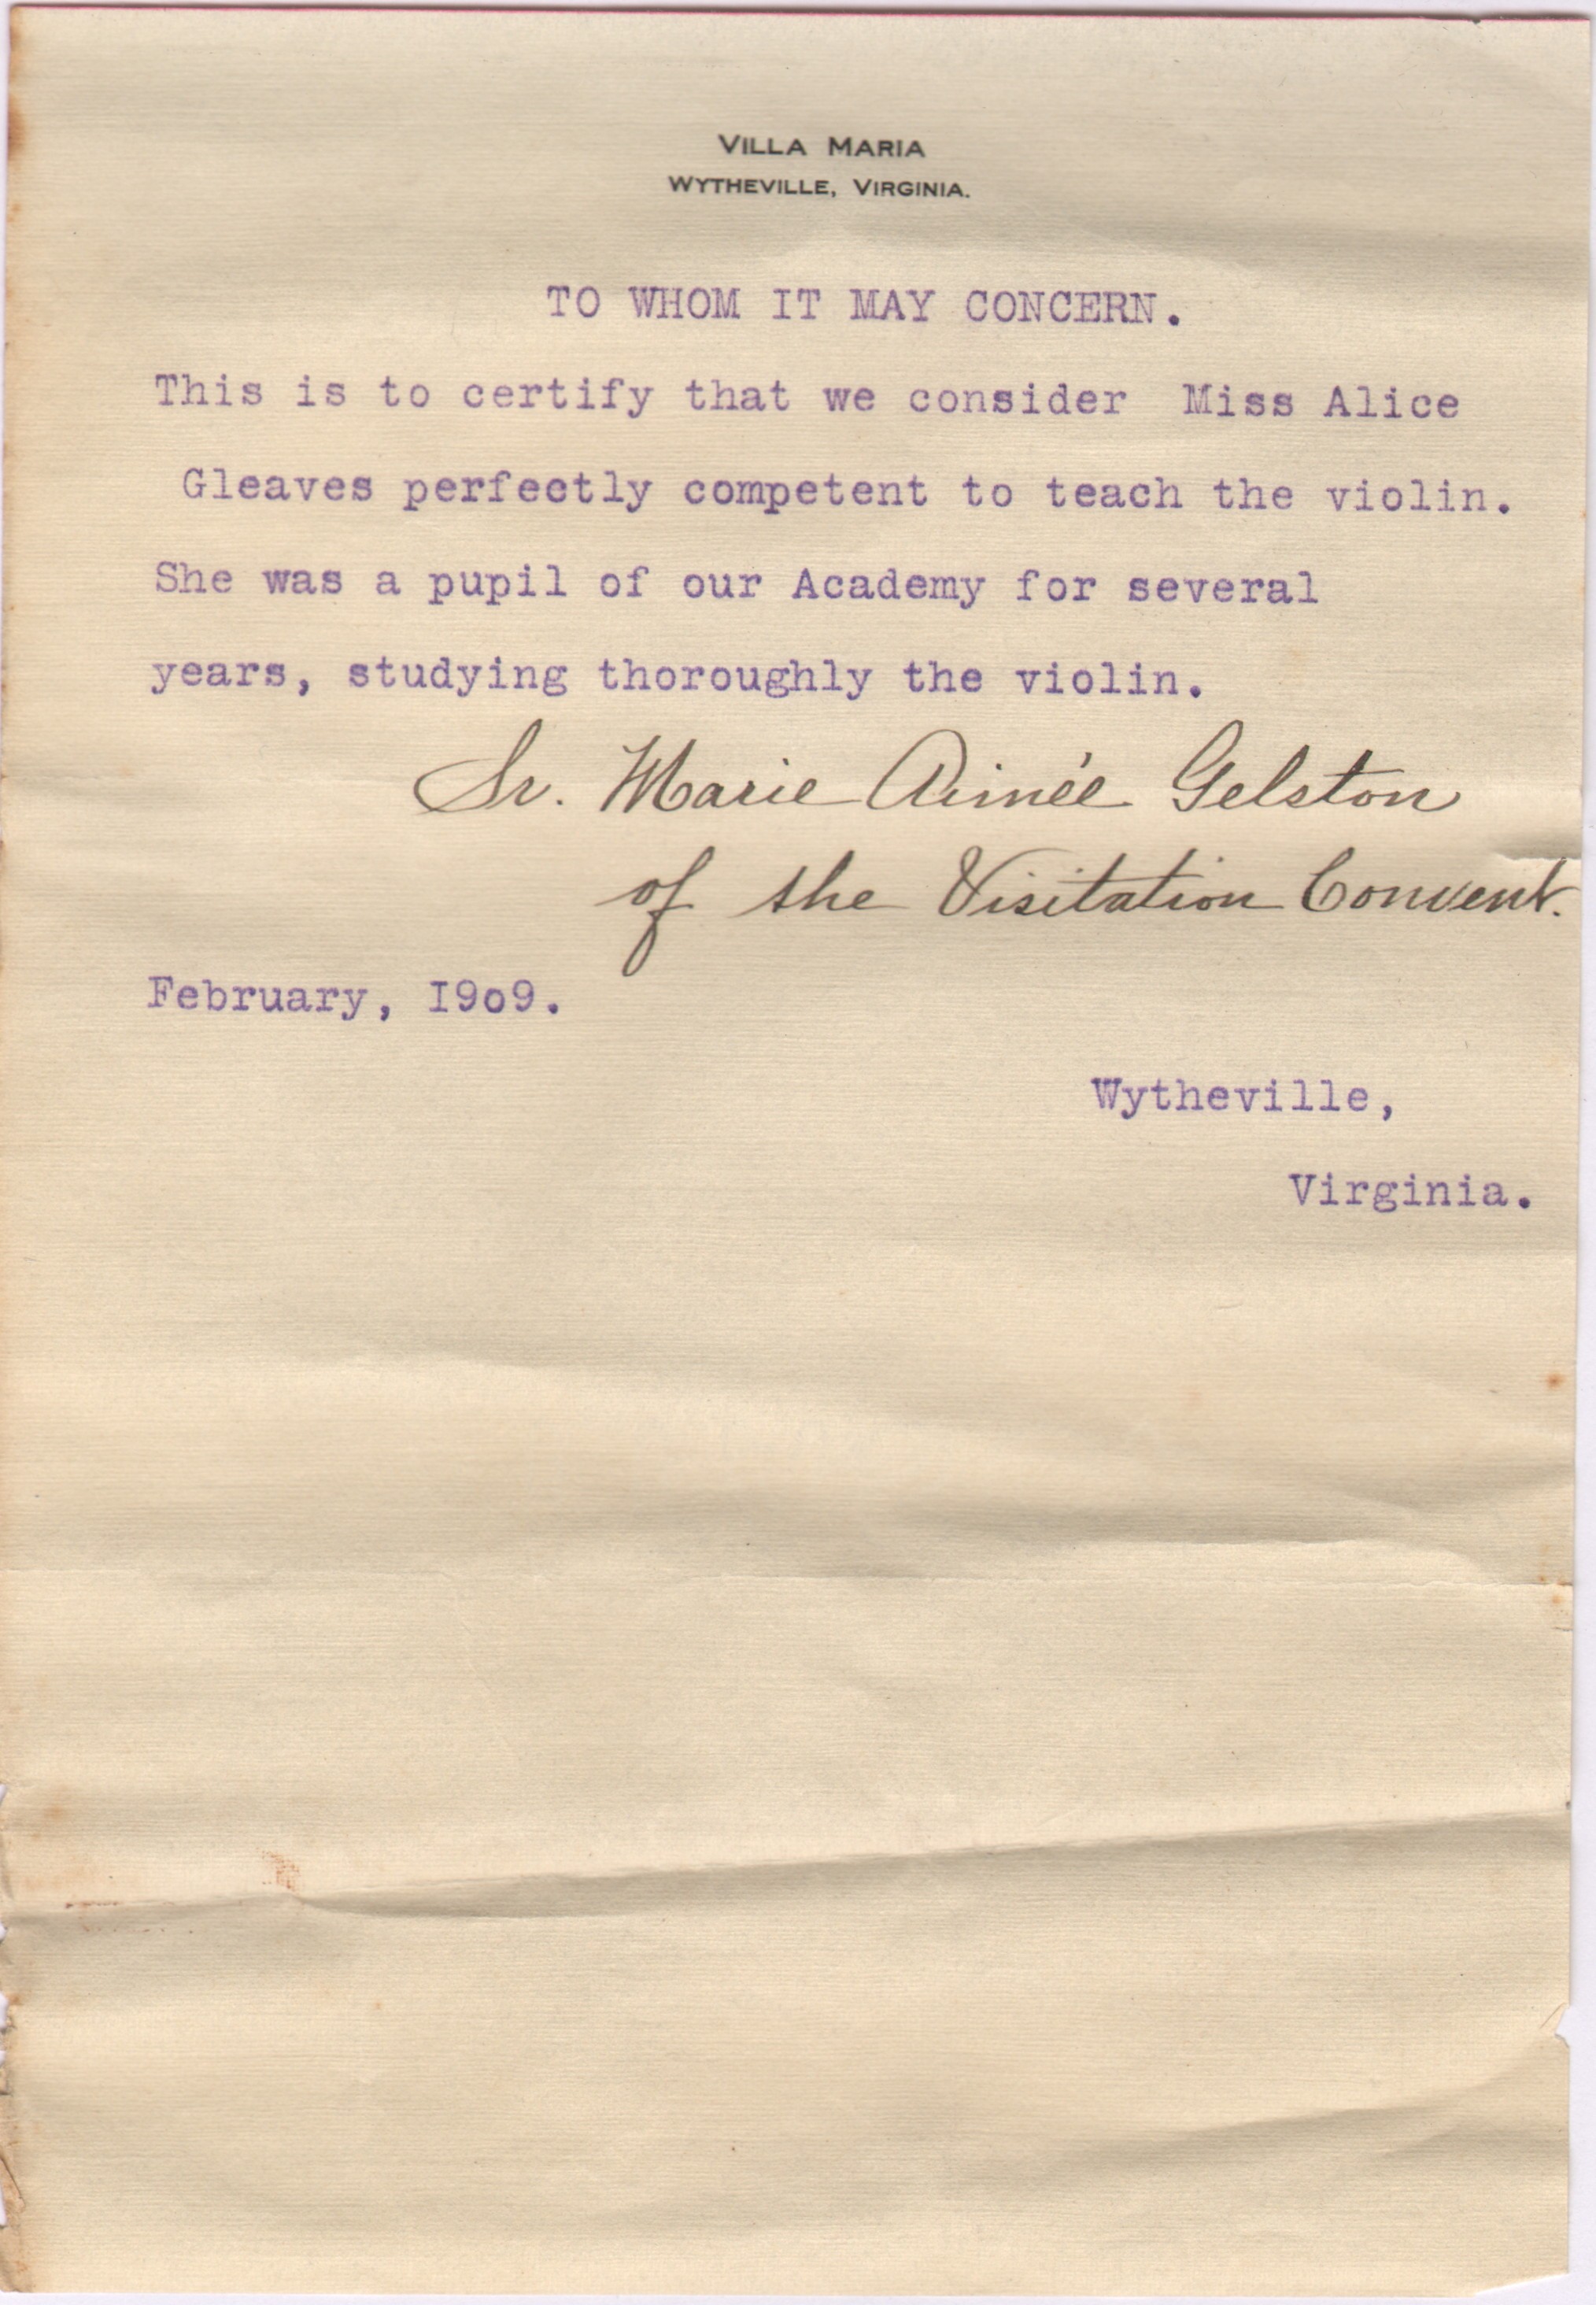 VILLA MARIA
WYTHEVILLE, VIRGINIA.
TO WHOM IT MAY CONCERN.
This is to certify that we consider Miss Alice
Gleaves perfectly competent to teach the violin.
She was a pupil of our Academy for several
years, studying thoroughly the violin.
Sr. Marie Aimée Gelston
of the Visitation Convent.
February, I9o9.
Wytheville,
Virginia.